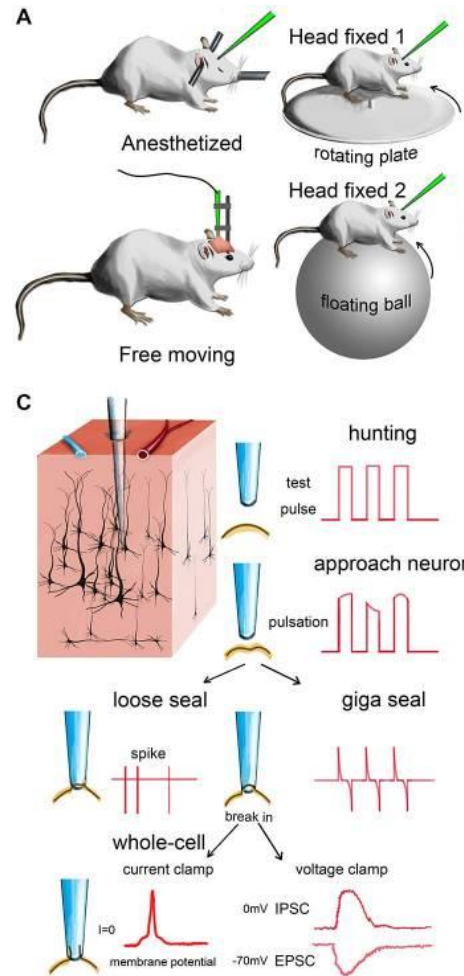 A
Anesthetized
Head fixed 1
rotating plate
Free moving
Head fixed 2
floating ball
C
hunting
test
pulse
approach neuron
pulsation
loose seal
giga seal
spike
break in
whole-cell
current clamp
voltage clamp
I=0
membrane potential
0mV IPSC
-70mV EPSC